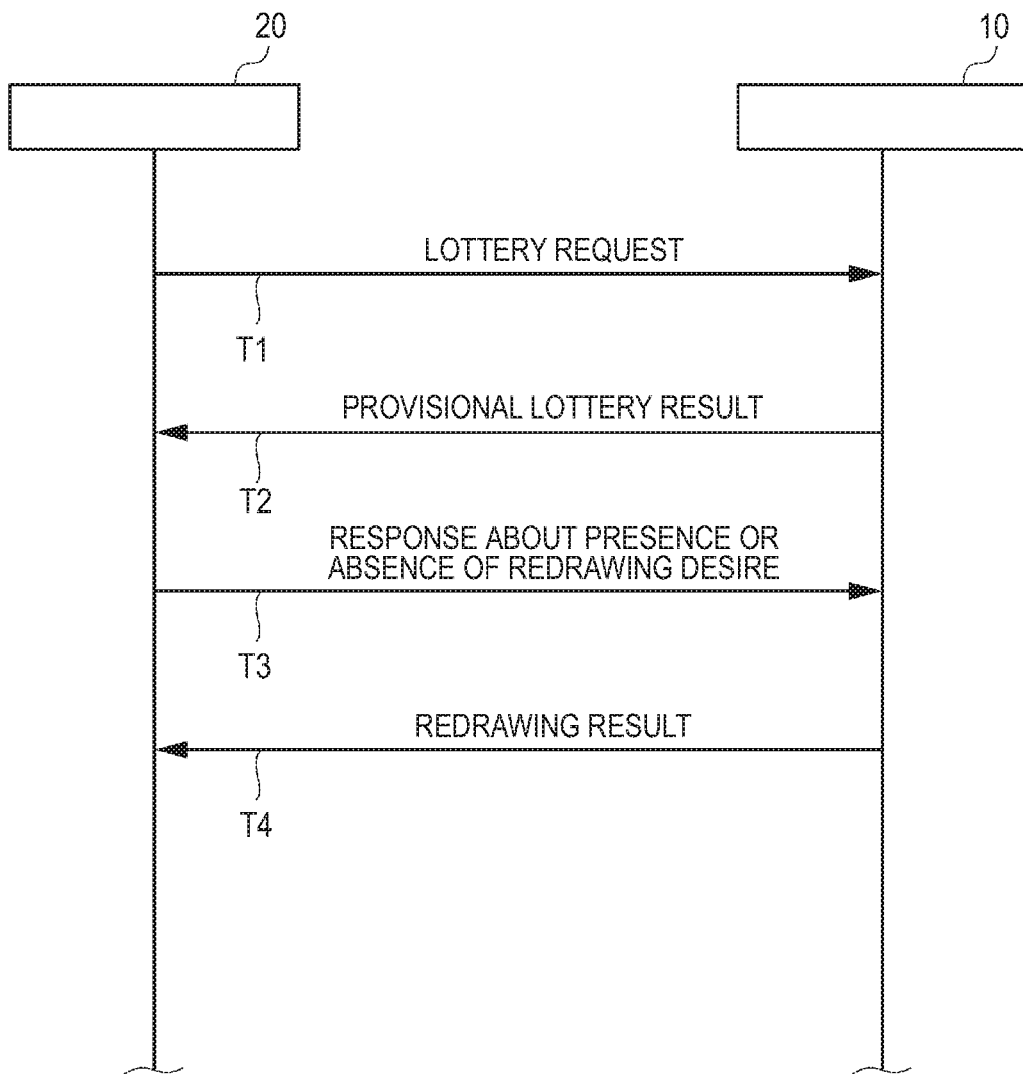 20
10
LOTTERY REQUEST
T1
PROVISIONAL LOTTERY RESULT
T2
RESPONSE ABOUT PRESENCE OR
ABSENCE OF REDRAWING DESIRE
T3
REDRAWING RESULT
T4